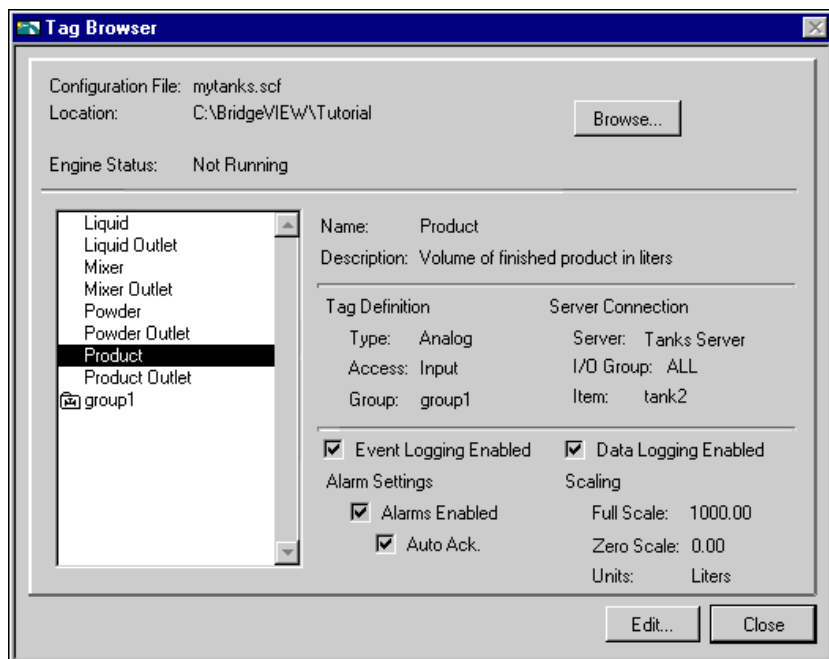 Tag Browser
Configuration File: mytanks.scf
Location: C:\BridgeVIEW\Tutorial
Browse...
Engine Status: Not Running
Liquid
Liquid Outlet
Mixer
Mixer Outlet
Powder
Powder Outlet
Product
Product Outlet
group1
Name: Product
Description: Volume of finished product in liters
Tag Definition
Type: Analog
Access: Input
Group: group1
Server Connection
Server: Tanks Server
I/O Group: ALL
Item: tank2
Event Logging Enabled
Data Logging Enabled
Alarm Settings
Alarms Enabled
Auto Ack.
Scaling
Full Scale: 1000.00
Zero Scale: 0.00
Units: Liters
Edit...
Close